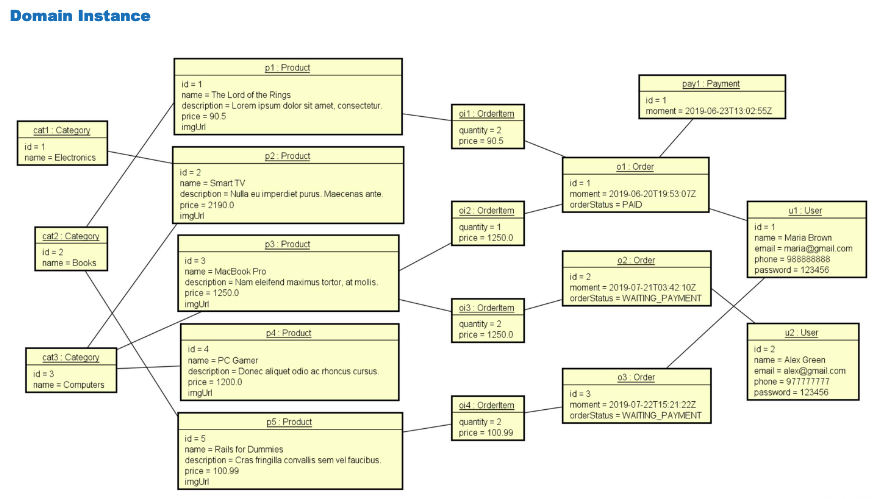 Domain Instance
p1 : Product
id = 1
name = The Lord of the Rings
description = Lorem ipsum dolor sit amet, consectetur.
price = 90.5
imgUrl
pay1 : Payment
id = 1
moment = 2019-06-23T13:02:55Z
oi1 : OrderItem
quantity = 2
price = 90.5
cat1 : Category
id = 1
name = Electronics
p2 : Product
id = 2
name = Smart TV
description = Nulla eu imperdiet purus. Maecenas ante.
price = 2190.0
imgUrl
o1 : Order
id = 1
moment = 2019-06-20T19:53:07Z
orderStatus = PAID
oi2 : OrderItem
quantity = 1
price = 1250.0
u1 : User
id = 1
name = Maria Brown
email = maria@gmail.com
phone = 988888888
password = 123456
cat2 : Category
id = 2
name = Books
p3 : Product
id = 3
name = MacBook Pro
description = Nam eleifend maximus tortor, at mollis.
price = 1250.0
imgUrl
o2 : Order
id = 2
moment = 2019-07-21T03:42:10Z
orderStatus = WAITING_PAYMENT
oi3 : OrderItem
quantity = 2
price = 1250.0
p4 : Product
id = 4
name = PC Gamer
description = Donec aliquet odio ac rhoncus cursus.
price = 1200.0
imgUrl
u2 : User
id = 2
name = Alex Green
email = alex@gmail.com
phone = 977777777
password = 123456
cat3 : Category
id = 3
name = Computers
o3 : Order
id = 3
moment = 2019-07-22T15:21:22Z
orderStatus = WAITING_PAYMENT
oi4 : OrderItem
quantity = 2
price = 100.99
p5 : Product
id = 5
name = Rails for Dummies
description = Cras fringilla convallis sem vel faucibus.
price = 100.99
imgUrl